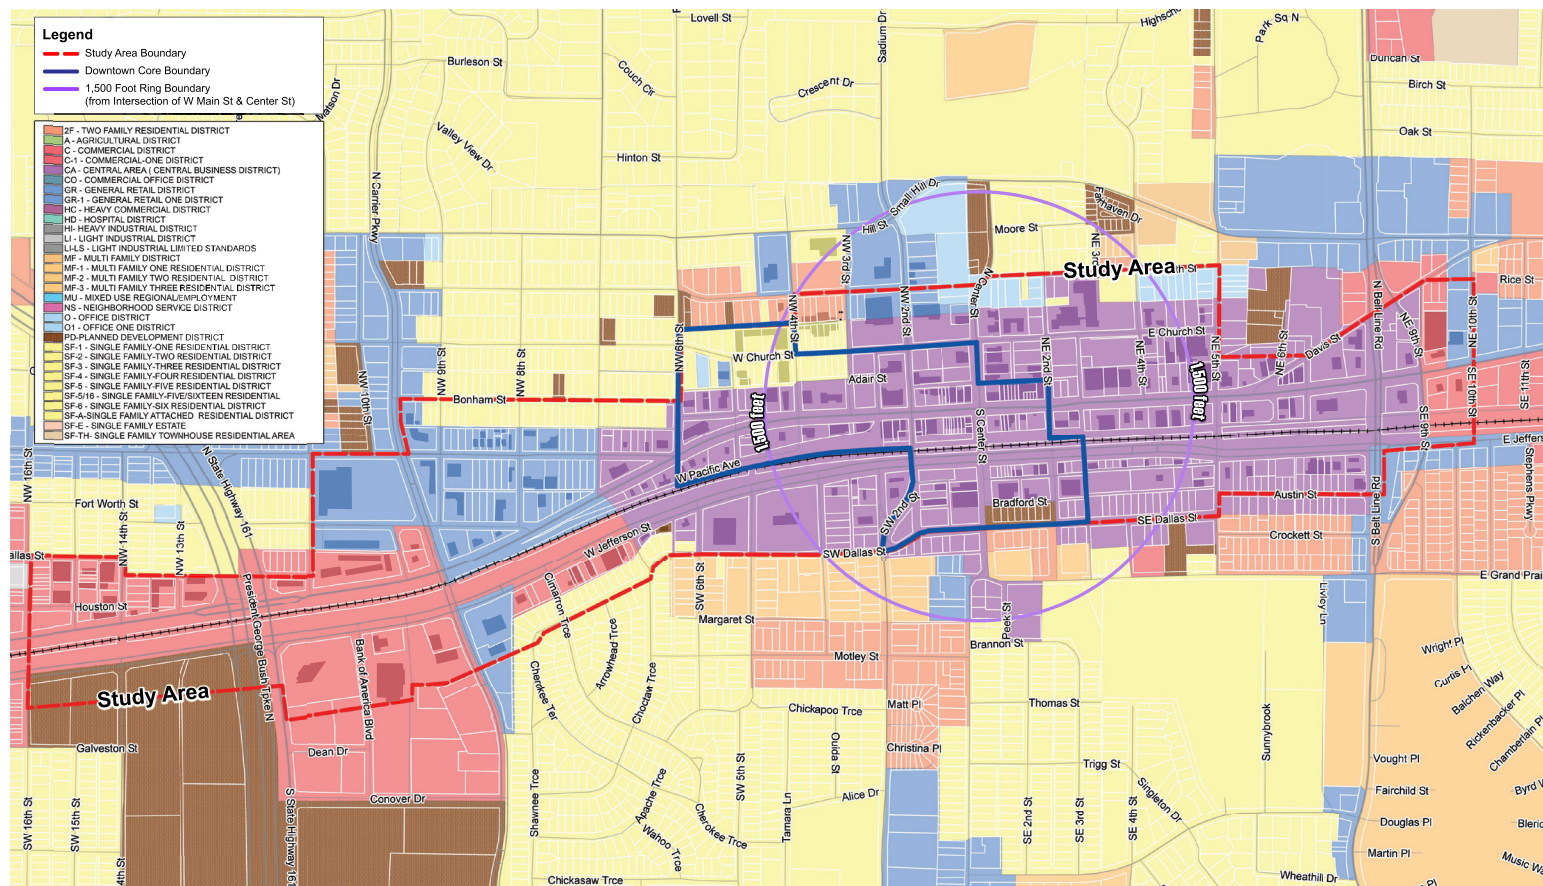 Legend
Study Area Boundary
Downtown Core Boundary
1,500 Foot Ring Boundary
(from Intersection of W Main St & Center St)
2F - TWO FAMILY RESIDENTIAL DISTRICT
A - AGRICULTURAL DISTRICT
C - COMMERCIAL DISTRICT
C-1 - COMMERCIAL-ONE DISTRICT
CA - CENTRAL AREA ( CENTRAL BUSINESS DISTRICT)
CO - COMMERCIAL OFFICE DISTRICT
GR - GENERAL RETAIL DISTRICT
GR-1 - GENERAL RETAIL ONE DISTRICT
HC - HEAVY COMMERCIAL DISTRICT
HD - HOSPITAL DISTRICT
HI- HEAVY INDUSTRIAL DISTRICT
LI - LIGHT INDUSTRIAL DISTRICT
LI-LS - LIGHT INDUSTRIAL LIMITED STANDARDS
MF - MULTI FAMILY DISTRICT
MF-1 - MULTI FAMILY ONE RESIDENTIAL DISTRICT
MF-2 - MULTI FAMILY TWO RESIDENTIAL DISTRICT
MF-3 - MULTI FAMILY THREE RESIDENTIAL DISTRICT
MU - MIXED USE REGIONAL/EMPLOYMENT
NS - NEIGHBORHOOD SERVICE DISTRICT
O - OFFICE DISTRICT
O1 - OFFICE ONE DISTRICT
PD-PLANNED DEVELOPMENT DISTRICT
SF-1 - SINGLE FAMILY-ONE RESIDENTIAL DISTRICT
SF-2 - SINGLE FAMILY-TWO RESIDENTIAL DISTRICT
SF-3 - SINGLE FAMILY-THREE RESIDENTIAL DISTRICT
SF-4 - SINGLE FAMILY-FOUR RESIDENTIAL DISTRICT
SF-5 - SINGLE FAMILY-FIVE RESIDENTIAL DISTRICT
SF-5/16 - SINGLE FAMILY-FIVE/SIXTEEN RESIDENTIAL
SF-6 - SINGLE FAMILY-SIX RESIDENTIAL DISTRICT
SF-A-SINGLE FAMILY ATTACHED RESIDENTIAL DISTRICT
SF-E - SINGLE FAMILY ESTATE
SF-TH- SINGLE FAMILY TOWNHOUSE RESIDENTIAL AREA
Lovell St
Stadium Dr
Park Sq N
Duncan St
Burleson St
Couch Cir
Crescent Dr
Birch St
Matson Dr
Valley View Dr
Hinton St
Oak St
N Carrier Pkwy
Small Hill Dr
Hill St
Moore St
Fairhaven Dr
NW 3rd St
NE 3rd
Study Area
th St
N Center St
Rice St
NW 4th St
NW 2nd St
N Belt Line Rd
NE 10th St
NE 9th St
NW 6th St
E Church St
NE 5th St
NE 6th St
Davis St
W Church St
NE 2nd St
NE 4th St
NW 10th St
NW 9th St
NW 8th St
Adair St
1,500 feet
1,500 feet
Bonham St
S Center St
SE 9th St
SE 10th St
SE 11th St
E Jeffers
NW 16th St
N State Highway 161
W Pacific Ave
Stephens Pkwy
Fort Worth St
SW 2nd St
Bradford St
Austin St
S Belt Line Rd
NW 14th St
NW 13th St
W Jefferson St
SE Dallas St
Crockett St
allas St
SW Dallas St
E Grand Prai
Houston St
President George Bush Tpke N
Cimarron Trce
SW 6th St
Margaret St
Peek St
Livley Ln
Brannon St
Bank of America Blvd
Arrowhead Trce
Motley St
Wright Pl
Study Area
Cherokee Ter
Choctaw Trce
Curtis Pl
Balchen Way
Rickenbacker Pl
Chamberlain P
Chickapoo Trce
Matt Pl
Thomas St
Galveston St
Dean Dr
Ouida St
Christina Pl
Sunnybrook
Vought Pl
Trigg St
SW 5th St
Conover Dr
S State Highway 161
Shawnee Trce
Apache Trce
Alice Dr
Singleton Dr
Fairchild St
Byrd W
SW 16th St
SW 15th St
Cherokee Trce
Tamara Ln
SE 2nd St
SE 3rd St
SE 4th St
Douglas Pl
Bleric
Wahoo Trce
Martin Pl
Music Wa
4th St
Chickasaw Trce
Wheathill Dr